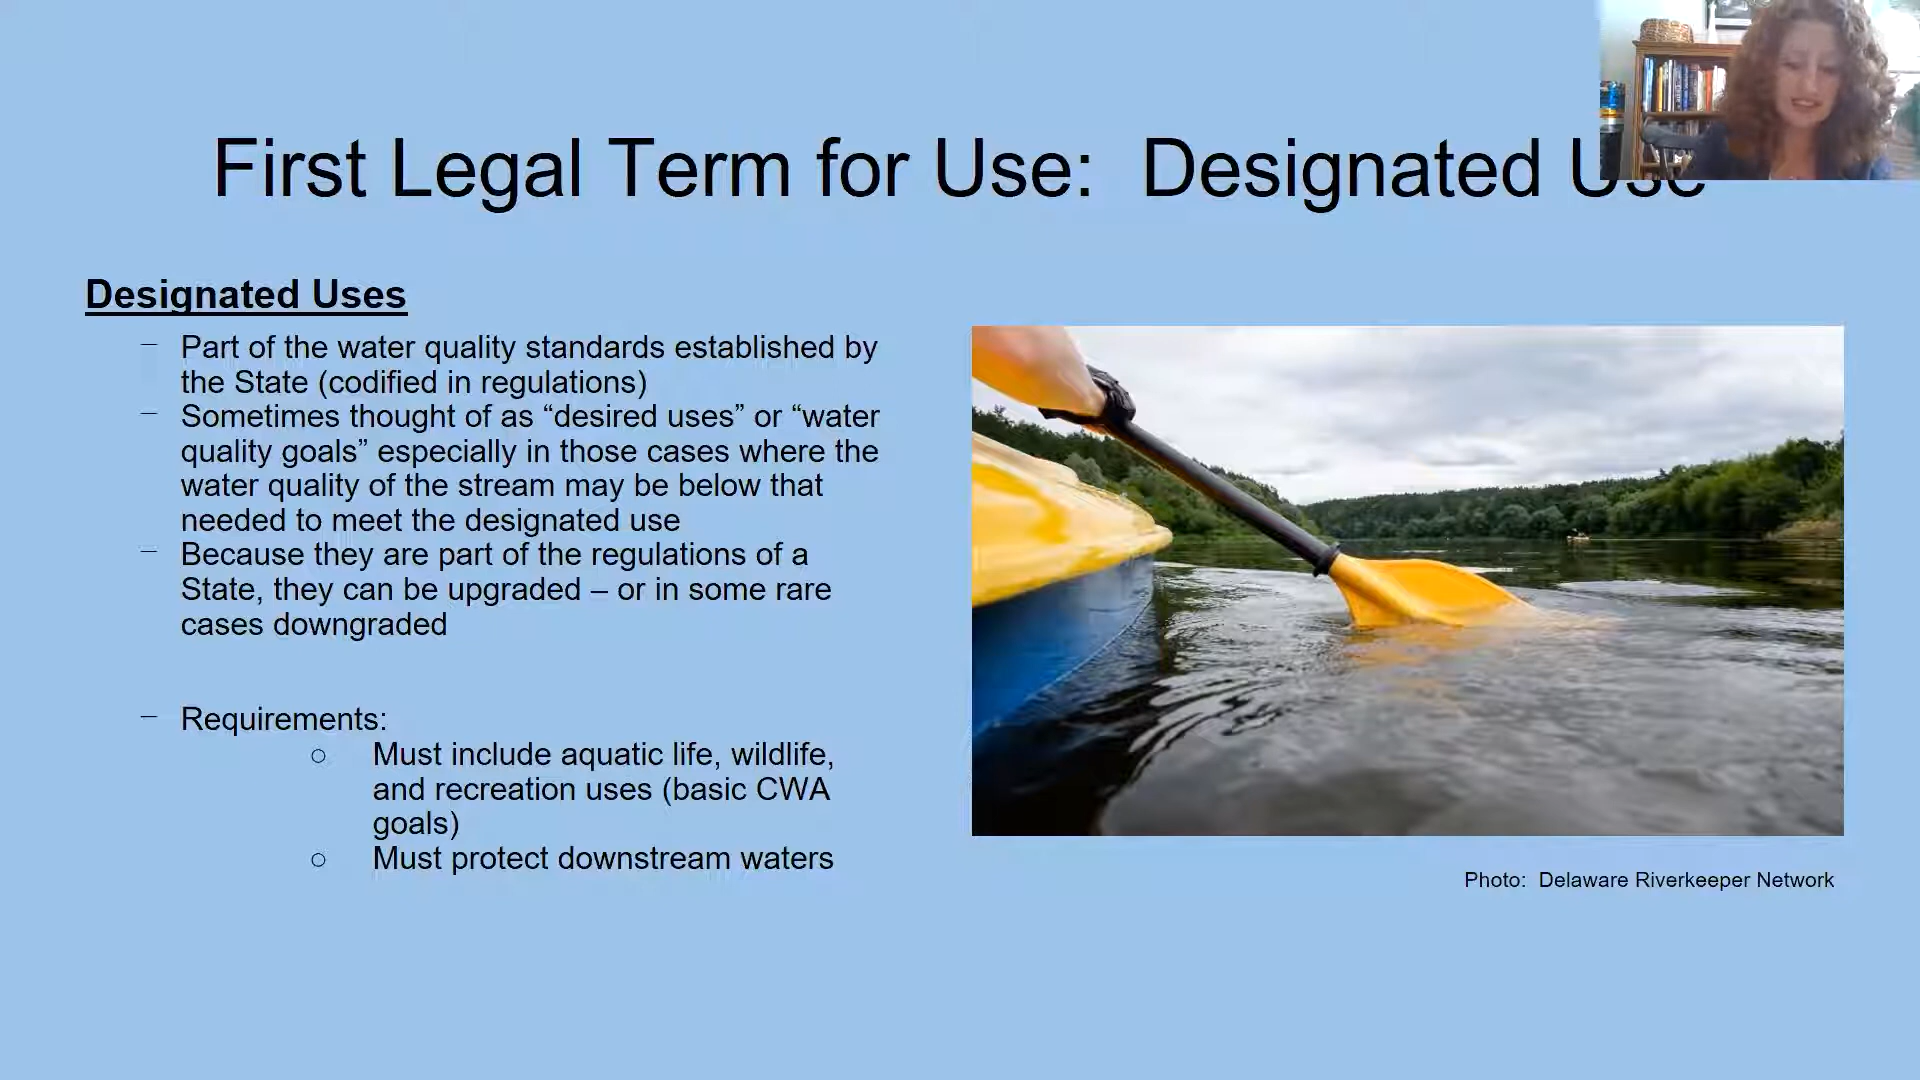 First Legal Term for Use: Designated Use
Designated Uses
– Part of the water quality standards established by
the State (codified in regulations)
– Sometimes thought of as “desired uses” or “water
quality goals” especially in those cases where the
water quality of the stream may be below that
needed to meet the designated use
– Because they are part of the regulations of a
State, they can be upgraded – or in some rare
cases downgraded
– Requirements:
○ Must include aquatic life, wildlife,
and recreation uses (basic CWA
goals)
○ Must protect downstream waters
Photo: Delaware Riverkeeper Network